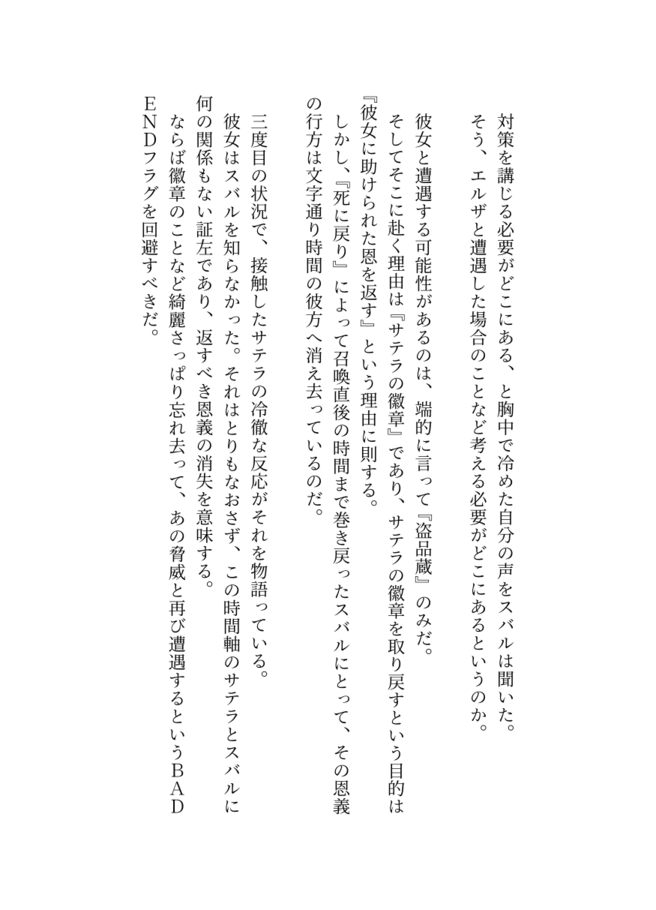 対策を講じる必要がどこにある、と胸中で冷めた自分の声をスバルは聞いた。
そう、エルザと遭遇した場合のことなど考える必要がどこにあるというのか。
彼女と遭遇する可能性があるのは、端的に言って『盗品蔵』のみだ。
そしてそこに赴く理由は『サテラの徽章』であり、サテラの徽章を取り戻すという目的は
『彼女に助けられた恩を返す』という理由に則する。
しかし、『死に戻り』によって召喚直後の時間まで巻き戻ったスバルにとって、その恩義
の行方は文字通り時間の彼方へ消え去っているのだ。
三度目の状況で、接触したサテラの冷徹な反応がそれを物語っている。
彼女はスバルを知らなかった。それはとりもなおさず、この時間軸のサテラとスバルに
何の関係もない証左であり、返すべき恩義の消失を意味する。
ならば徽章のことなど綺麗さっぱり忘れ去って、あの脅威と再び遭遇するというＢＡＤ
ＥＮＤフラグを回避すべきだ。